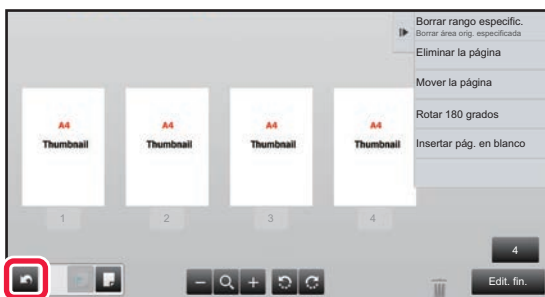 Borrar rango especific.
Borrar área orig. especificada
Eliminar la página
Mover la página
Rotar 180 grados
Insertar pág. en blanco
A4
Thumbnail
A4
Thumbnail
A4
Thumbnail
A4
Thumbnail
1
2
3
4
4
Edit. fin.